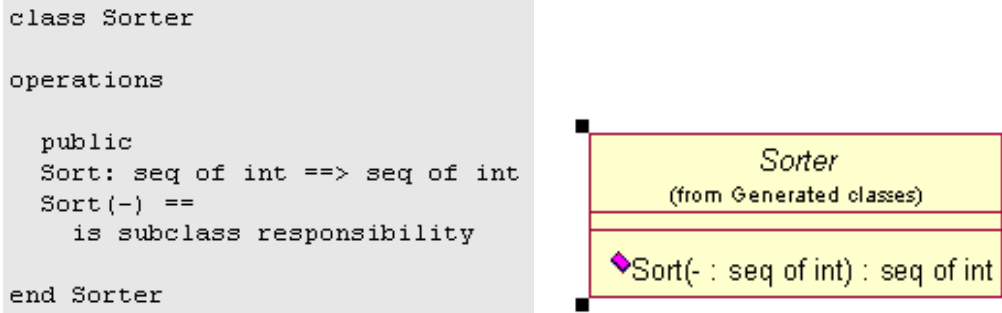 class Sorter
operations
public
Sort: seq of int ==> seq of int
Sort(-) ==
is subclass responsibility
end Sorter
Sorter
(from Generated classes)
Sort(- : seq of int) : seq of int